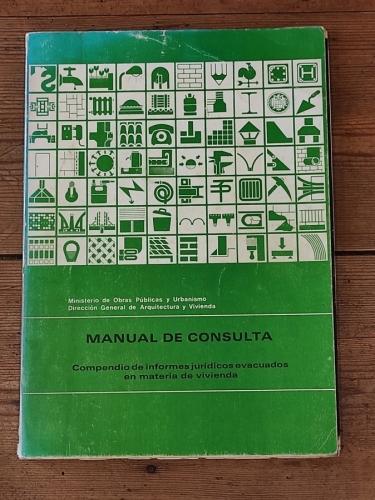 Ministerio de Obras Públicas y Urbanismo
Dirección General de Arquitectura y Vivienda
MANUAL DE CONSULTA
Compendio de informes jurídicos evacuados
en materia de vivienda